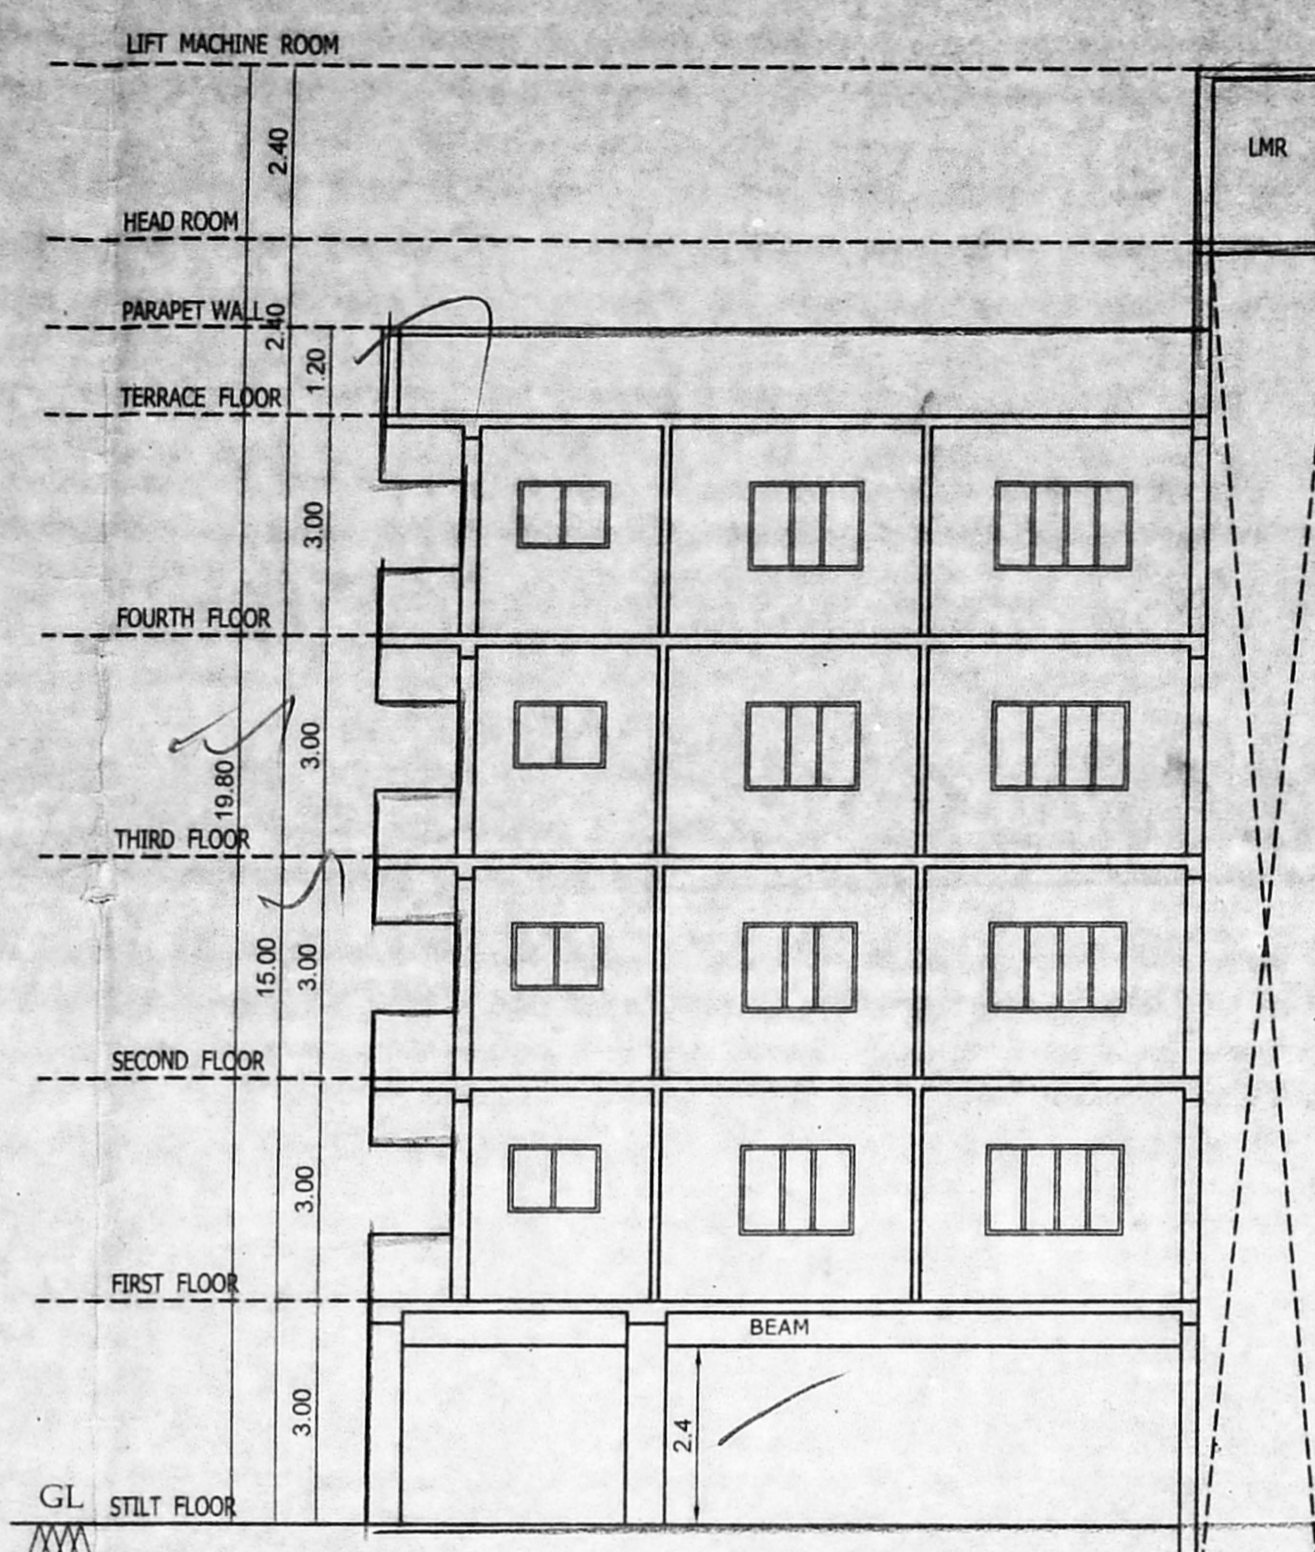 LIFT MACHINE ROOM
2.40
LMR
HEAD ROOM
PARAPET WALL
2.40
1.20
TERRACE FLOOR
3.00
FOURTH FLOOR
3.00
19.80
THIRD FLOOR
15.00
3.00
SECOND FLOOR
3.00
FIRST FLOOR
BEAM
3.00
2.4
GL
STILT FLOOR